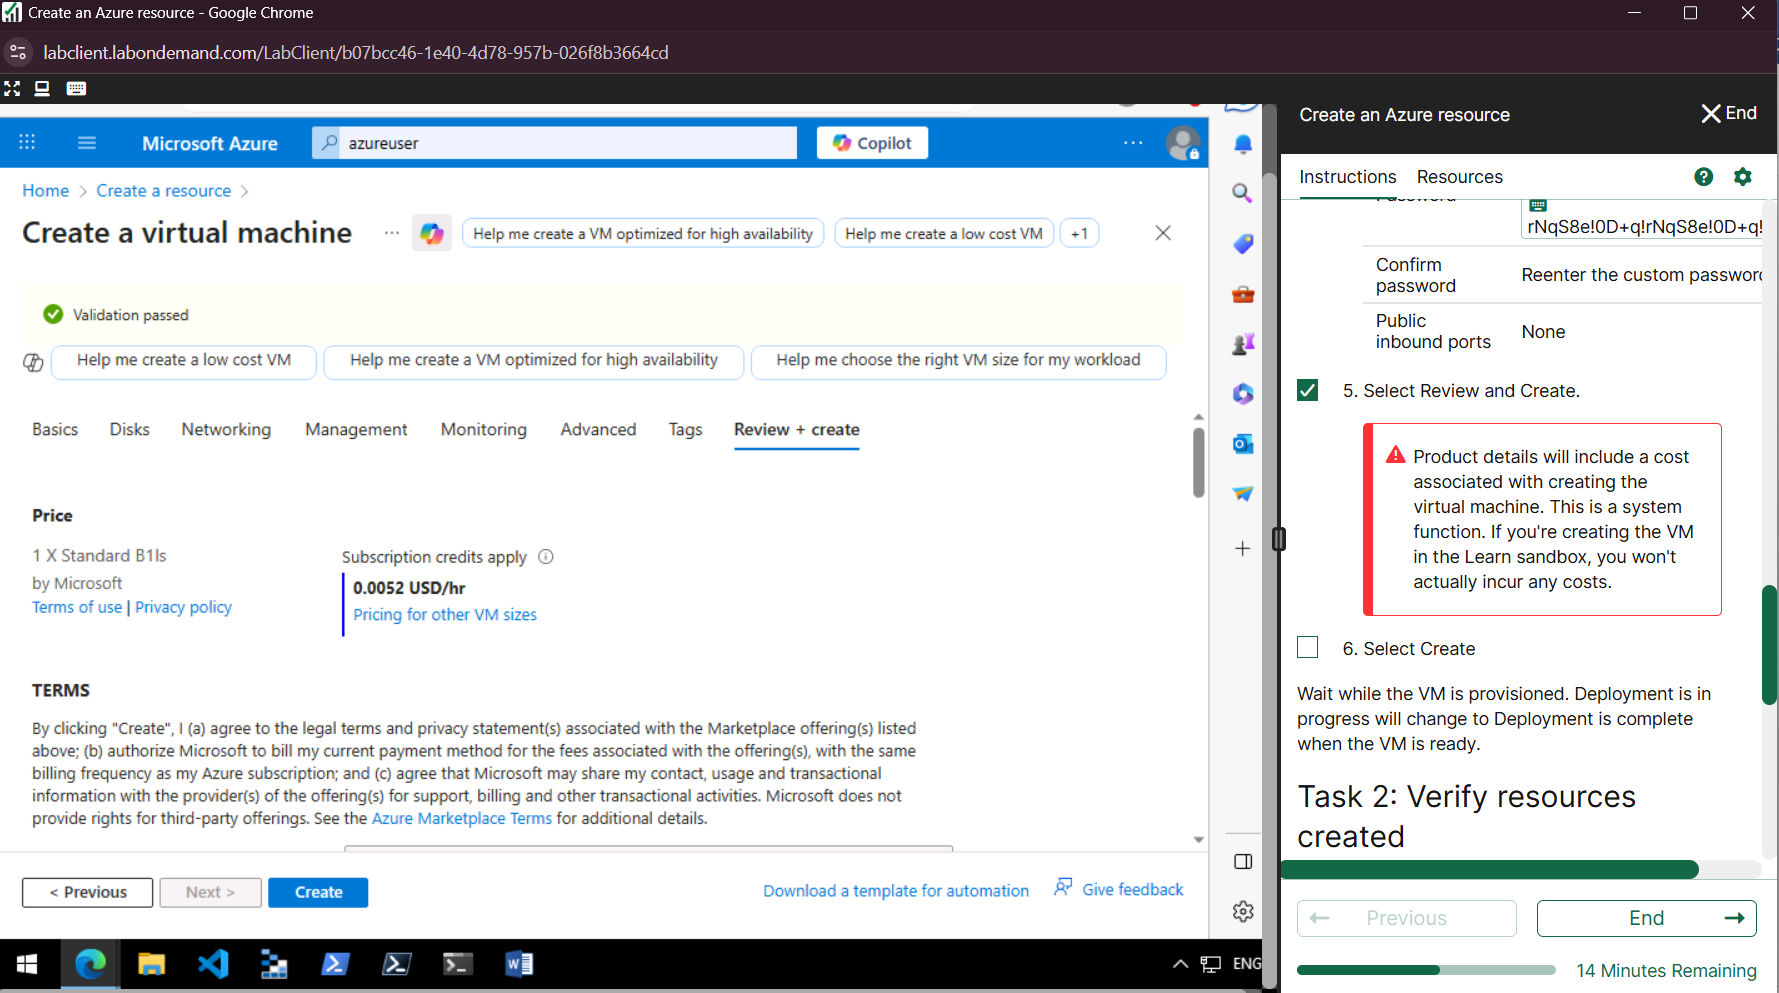 Create an Azure resource - Google Chrome
labclient.labondemand.com/LabClient/b07bcc46-1e40-4d78-957b-026f8b3664cd
Microsoft Azure
azureuser
Copilot
Home > Create a resource >
Create a virtual machine
Help me create a VM optimized for high availability
Help me create a low cost VM
+1
Validation passed
Help me create a low cost VM
Help me create a VM optimized for high availability
Help me choose the right VM size for my workload
Basics Disks Networking Management Monitoring Advanced Tags Review + create
Price
1 X Standard B1ls
by Microsoft
Terms of use | Privacy policy
Subscription credits apply
0.0052 USD/hr
Pricing for other VM sizes
TERMS
By clicking "Create", I (a) agree to the legal terms and privacy statement(s) associated with the Marketplace offering(s) listed
above; (b) authorize Microsoft to bill my current payment method for the fees associated with the offering(s), with the same
billing frequency as my Azure subscription; and (c) agree that Microsoft may share my contact, usage and transactional
information with the provider(s) of the offering(s) for support, billing and other transactional activities. Microsoft does not
provide rights for third-party offerings. See the Azure Marketplace Terms for additional details.
< Previous Next > Create
Download a template for automation
Give feedback
ENG
Create an Azure resource
End
Instructions Resources
Password
rNqS8e!0D+q!rNqS8e!0D+q!
Confirm
password
Reenter the custom password
Public
inbound ports
None
5. Select Review and Create.
Product details will include a cost
associated with creating the
virtual machine. This is a system
function. If you're creating the VM
in the Learn sandbox, you won't
actually incur any costs.
6. Select Create
Wait while the VM is provisioned. Deployment is in
progress will change to Deployment is complete
when the VM is ready.
Task 2: Verify resources
created
Previous
End
14 Minutes Remaining